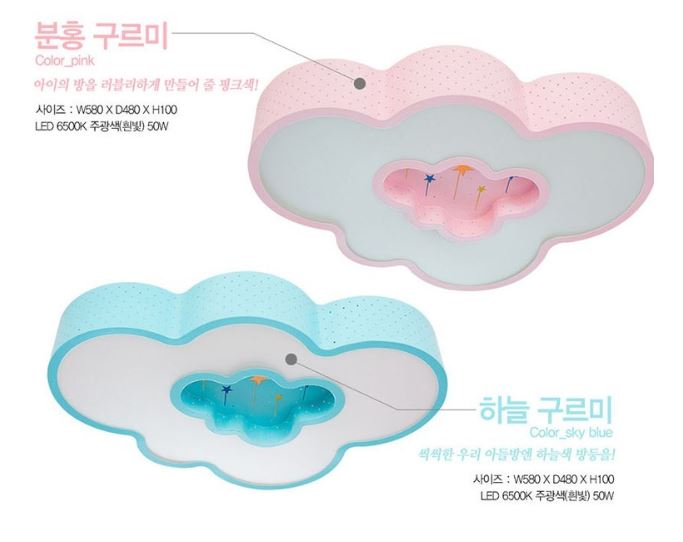 분홍 구르미
Color_pink
아이의 방을 러블리하게 만들어 줄 핑크색!
사이즈 : W580 X D480 X H100
LED 6500K 주광색(흰빛) 50W
하늘 구르미
Color_sky blue
씩씩한 우리 아들방엔 하늘색 방등을!
사이즈 : W580 X D480 X H100
LED 6500K 주광색(흰빛) 50W